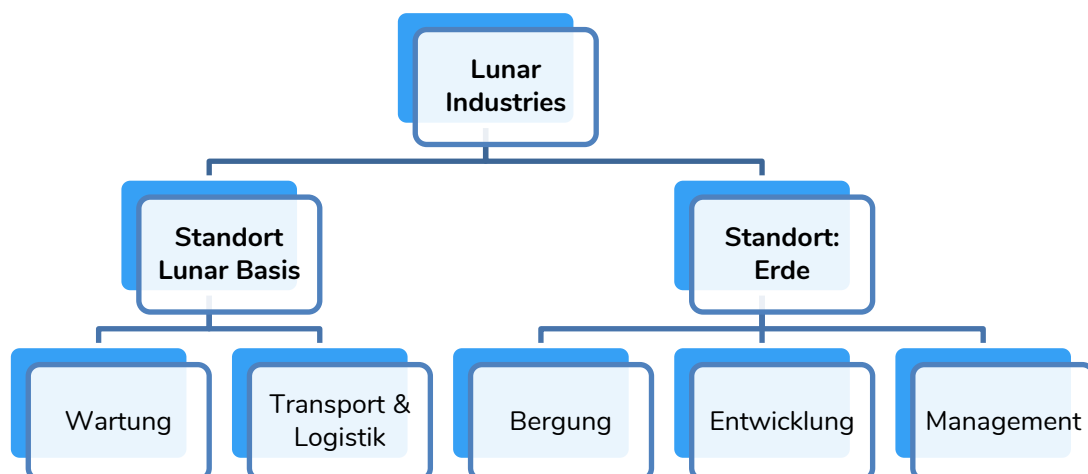 Lunar
Industries
Standort
Lunar Basis
Standort:
Erde
Wartung
Transport &
Logistik
Bergung
Entwicklung
Management